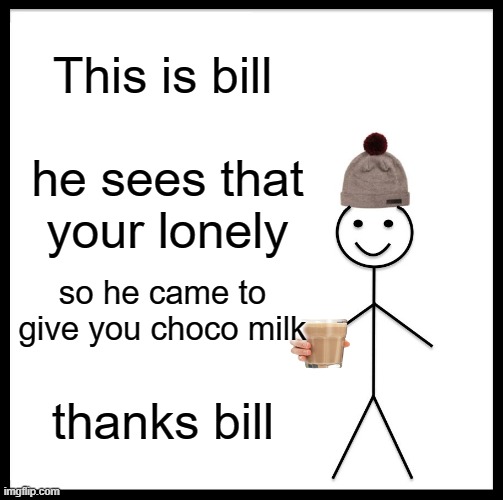 This is bill
he sees that
your lonely
so he came to
give you choco milk
thanks bill
imgflip.com